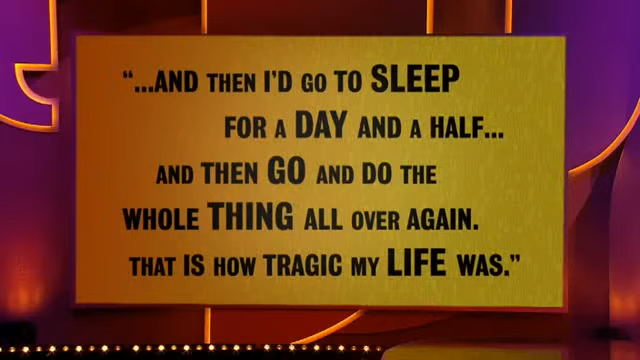 “...AND THEN I’D GO TO SLEEP
FOR A DAY AND A HALF...
AND THEN GO AND DO THE
WHOLE THING ALL OVER AGAIN.
THAT IS HOW TRAGIC MY LIFE WAS.”